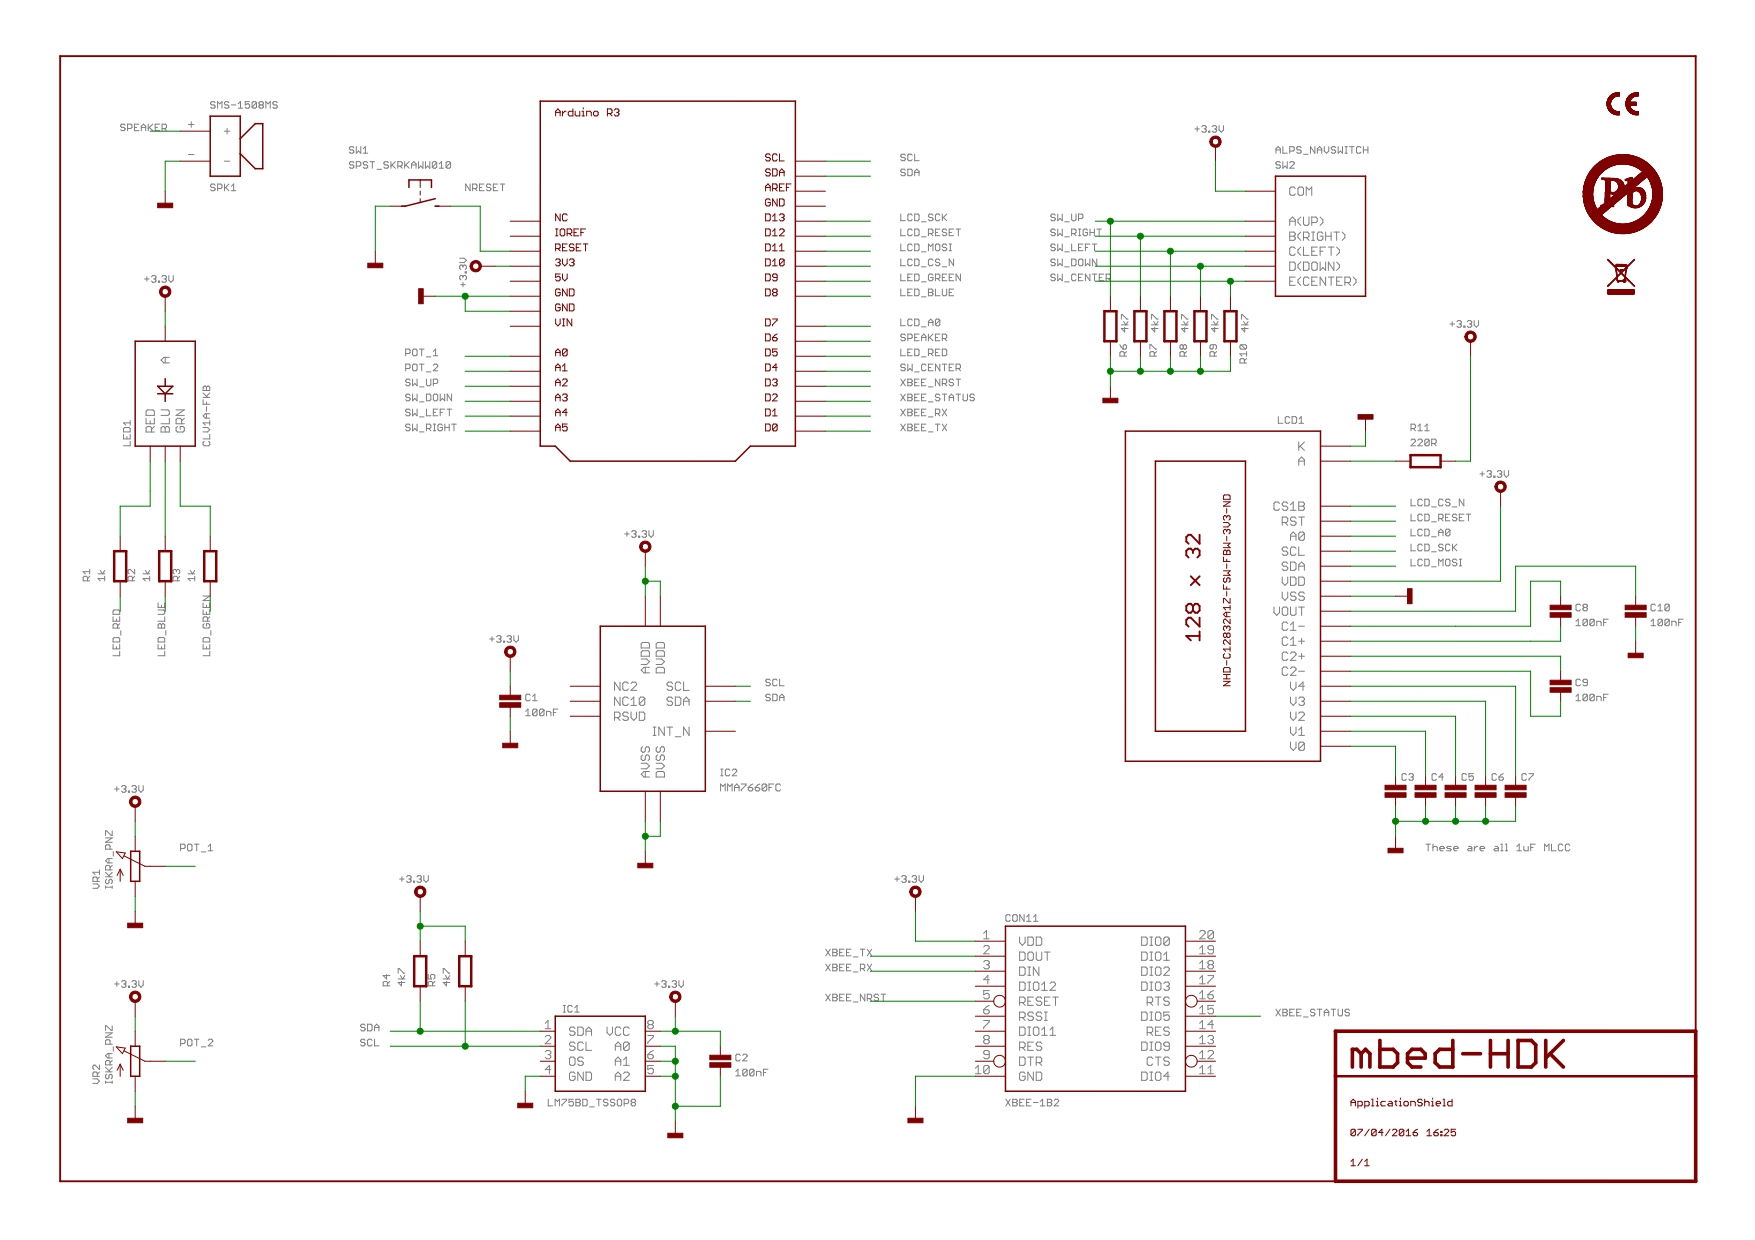 SMS-1508MS
SPEAKER
+
-
+
-
SPK1
+3.3V
A
RED
BLU
GRN
LED1
CLV1A-FKB
R1
1k
R2
1k
R3
1k
LED_RED
LED_BLUE
LED_GREEN
+3.3V
VR1
ISKRA_PNZ
POT_1
+3.3V
VR2
ISKRA_PNZ
POT_2
SW1
SPST_SKRKAWW010
NRESET
+3.3V
Arduino R3
NC
IOREF
RESET
3V3
5V
GND
GND
VIN
POT_1 A0
POT_2 A1
SW_UP A2
SW_DOWN A3
SW_LEFT A4
SW_RIGHT A5
SCL SCL
SDA SDA
AREF
GND
D13 LCD_SCK
D12 LCD_RESET
D11 LCD_MOSI
D10 LCD_CS_N
D9 LED_GREEN
D8 LED_BLUE
D7 LCD_A0
D6 SPEAKER
D5 LED_RED
D4 SW_CENTER
D3 XBEE_NRST
D2 XBEE_STATUS
D1 XBEE_RX
D0 XBEE_TX
+3.3V
ALPS_NAVSWITCH
SW2
COM
SW_UP A(UP)
SW_RIGHT B(RIGHT)
SW_LEFT C(LEFT)
SW_DOWN D(DOWN)
SW_CENTER E(CENTER)
R6
4k7
R7
4k7
R8
4k7
R9
4k7
R10
4k7
CE
Pb
+3.3V
LCD1
R11
220R
+3.3V
128 x 32
NHD-C12832A1Z-FSW-FBW-3V3-ND
K
A
CS1B LCD_CS_N
RST LCD_RESET
A0 LCD_A0
SCL LCD_SCK
SDA LCD_MOSI
VDD
VSS
VOUT
C1-
C1+
C2+
C2-
V4
V3
V2
V1
V0
C8
100nF
C10
100nF
C9
100nF
C3 C4 C5 C6 C7
These are all 1uF MLCC
+3.3V
+3.3V
C1
100nF
AVDD
DVDD
NC2
NC10
RSVD
SCL SCL
SDA SDA
INT_N
AVSS
DVSS
IC2
MMA7660FC
+3.3V
R4
4k7
R5
4k7
+3.3V
SDA
SCL
IC1
1 SDA VCC 8
2 SCL A0 7
3 OS A1 6
4 GND A2 5
LM75BD_TSSOP8
C2
100nF
+3.3V
CON11
XBEE_TX
XBEE_RX
XBEE_NRST
1 VDD DIO0 20
2 DOUT DIO1 19
3 DIN DIO2 18
4 DIO12 DIO3 17
5 RESET RTS 16
6 RSSI DIO5 15 XBEE_STATUS
7 DIO11 RES 14
8 RES DIO9 13
9 DTR CTS 12
10 GND DIO4 11
XBEE-1B2
mbed-HDK
ApplicationShield
07/04/2016 16:25
1/1